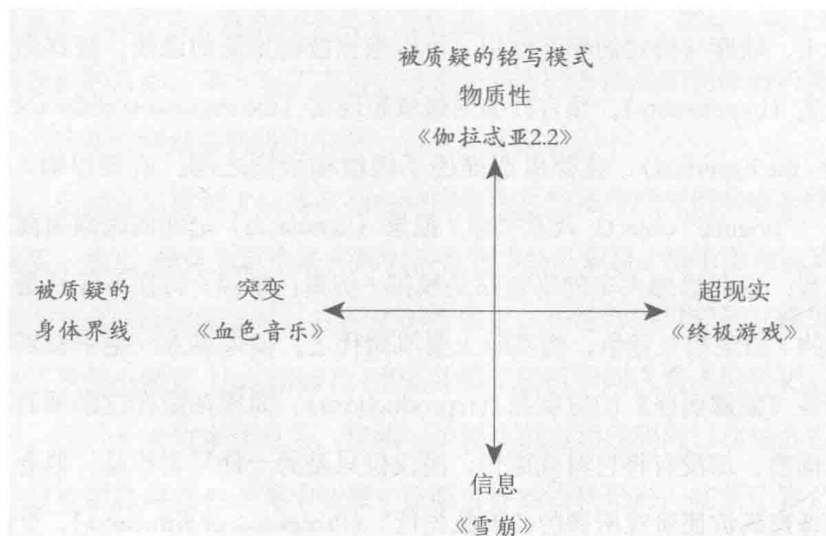 被质疑的铭写模式
物质性
《伽拉忒亚2.2》
被质疑的
身体界线
突变
《血色音乐》
超现实
《终极游戏》
信息
《雪崩》